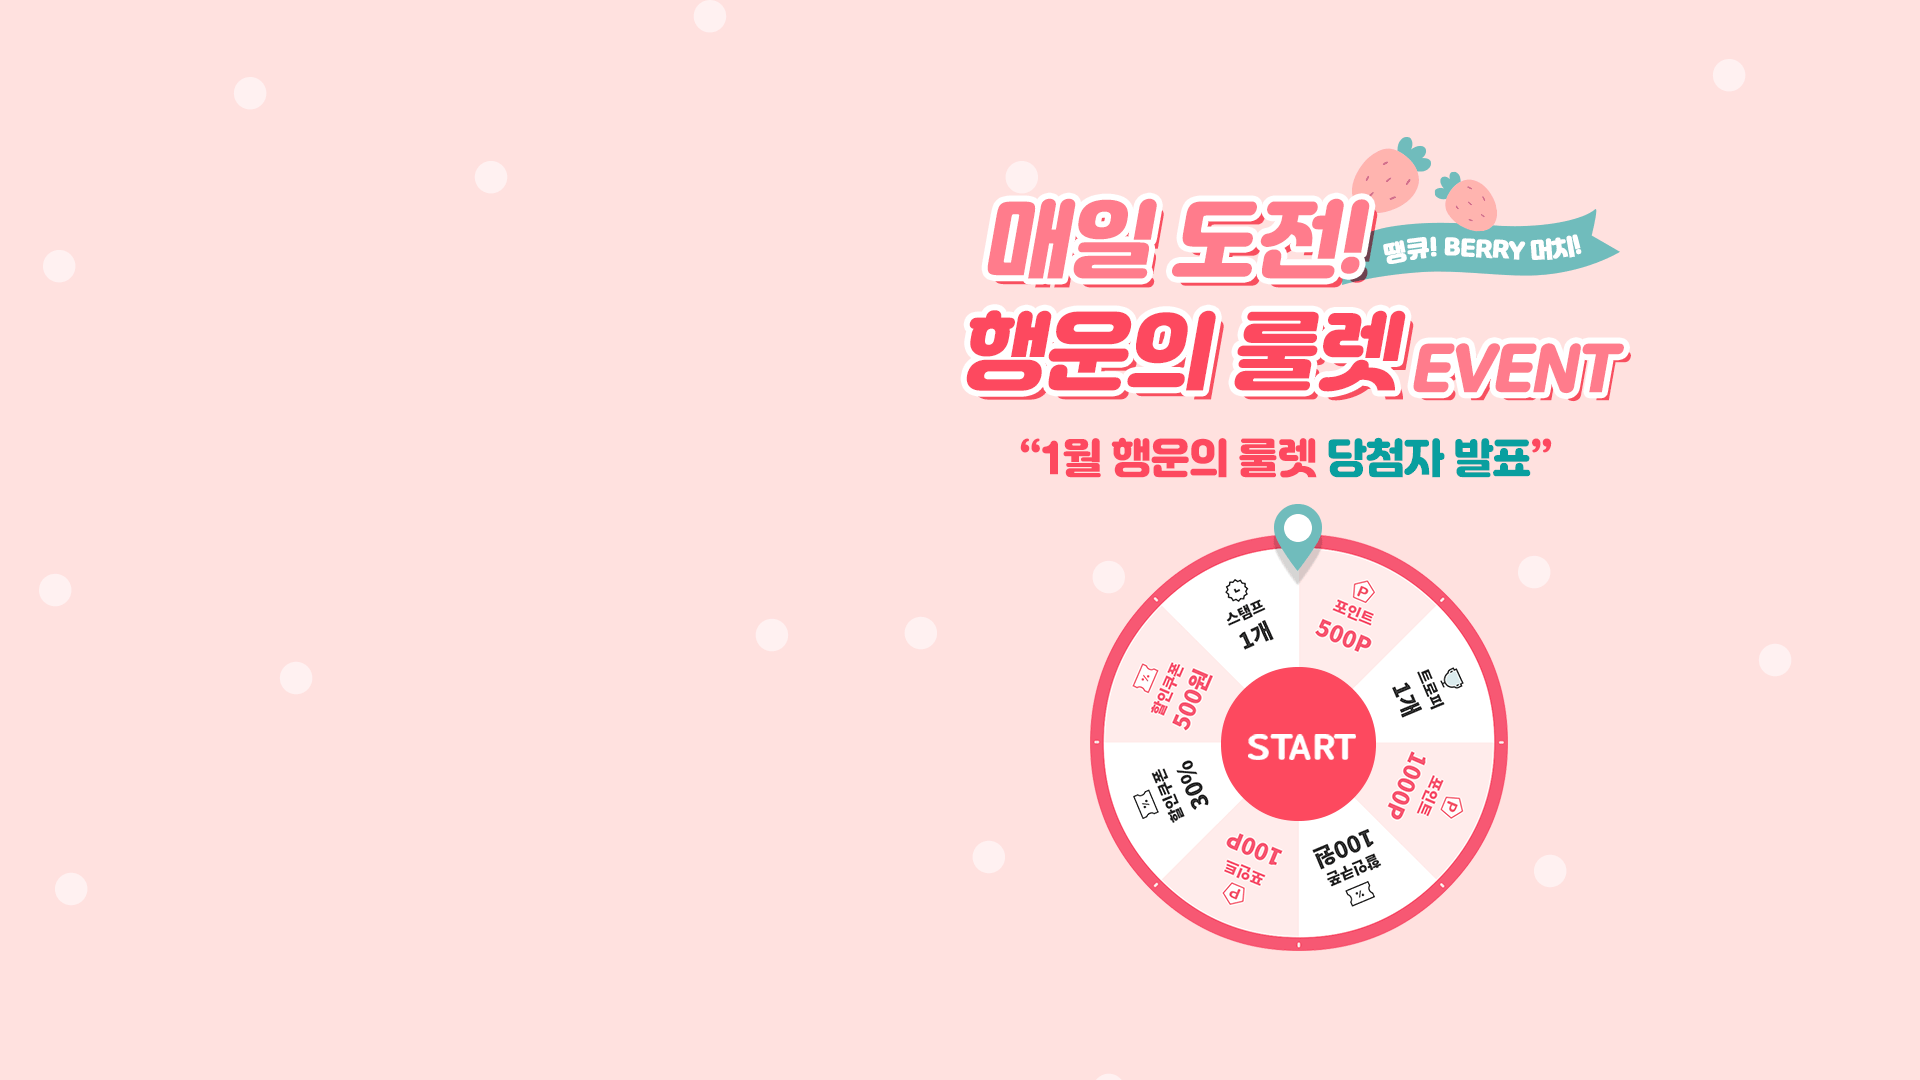 매일 도전!
땡큐! BERRY 머치!
행운의 룰렛 EVENT
“1월 행운의 룰렛 당첨자 발표”
스탬프
1개
P
포인트
500P
트로피
1개
P
포인트
1000P
할인쿠폰
100원
P
포인트
100P
할인쿠폰
30%
할인쿠폰
500원
START